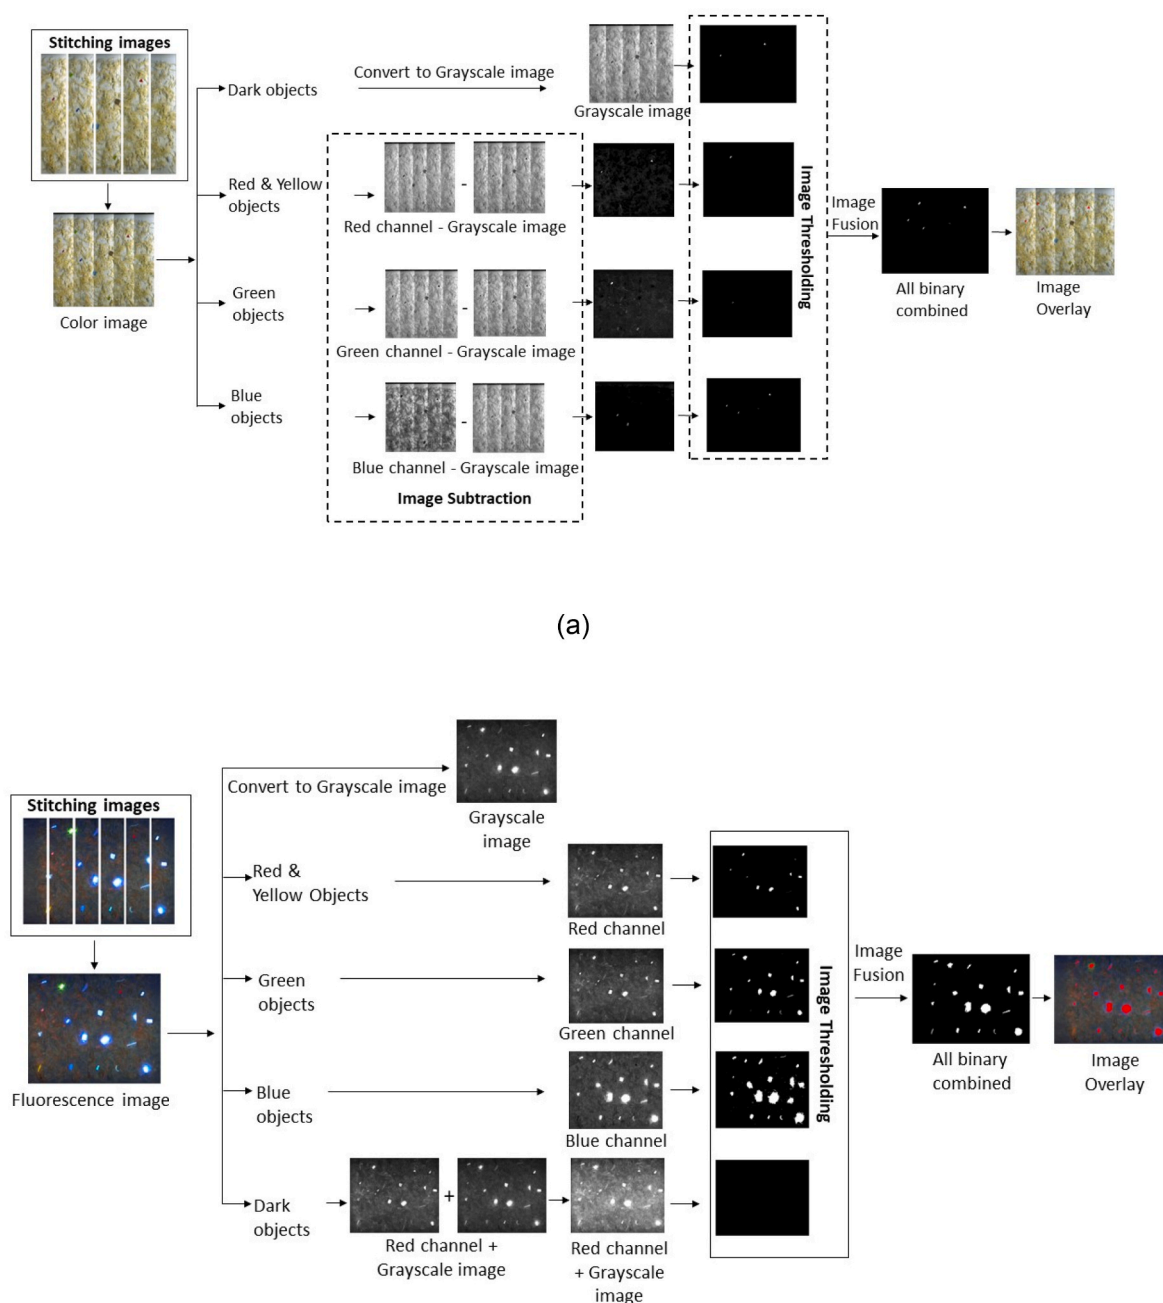 Stitching images
Color image
Dark objects
Convert to Grayscale image
Grayscale image
Red & Yellow
objects
Red channel - Grayscale image
-
Green
objects
Green channel - Grayscale image
-
Blue
objects
Blue channel - Grayscale image
-
Image Subtraction
Image Thresholding
Image
Fusion
All binary
combined
Image
Overlay
(a)
Stitching images
Fluorescence image
Convert to Grayscale image
Grayscale
image
Red &
Yellow Objects
Red channel
Green
objects
Green channel
Blue
objects
Blue channel
Dark
objects
+
Red channel +
Grayscale image
Red channel
+ Grayscale
image
Image Thresholding
Image
Fusion
All binary
combined
Image
Overlay